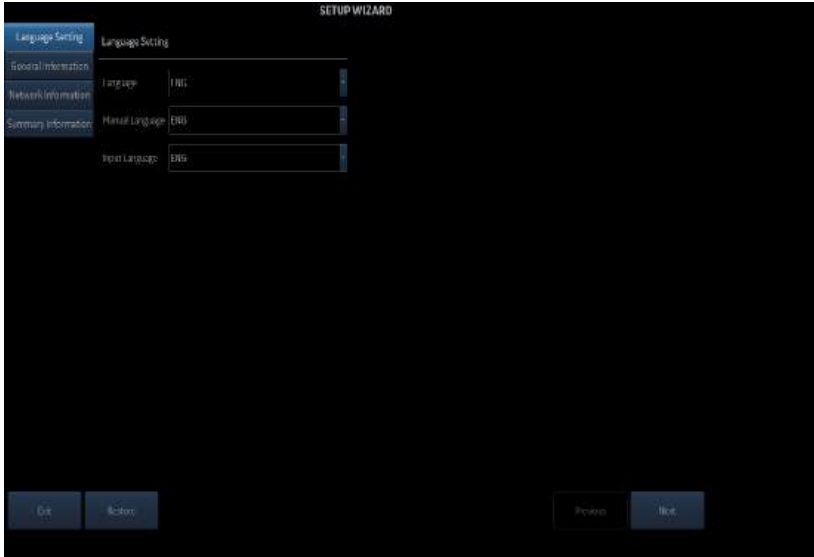 SETUP WIZARD
Language Setting
General Information
Network Information
Summary Information
Language Setting
Language ENG
Manual Language ENG
Input Language ENG
Exit
Restore
Previous
Next